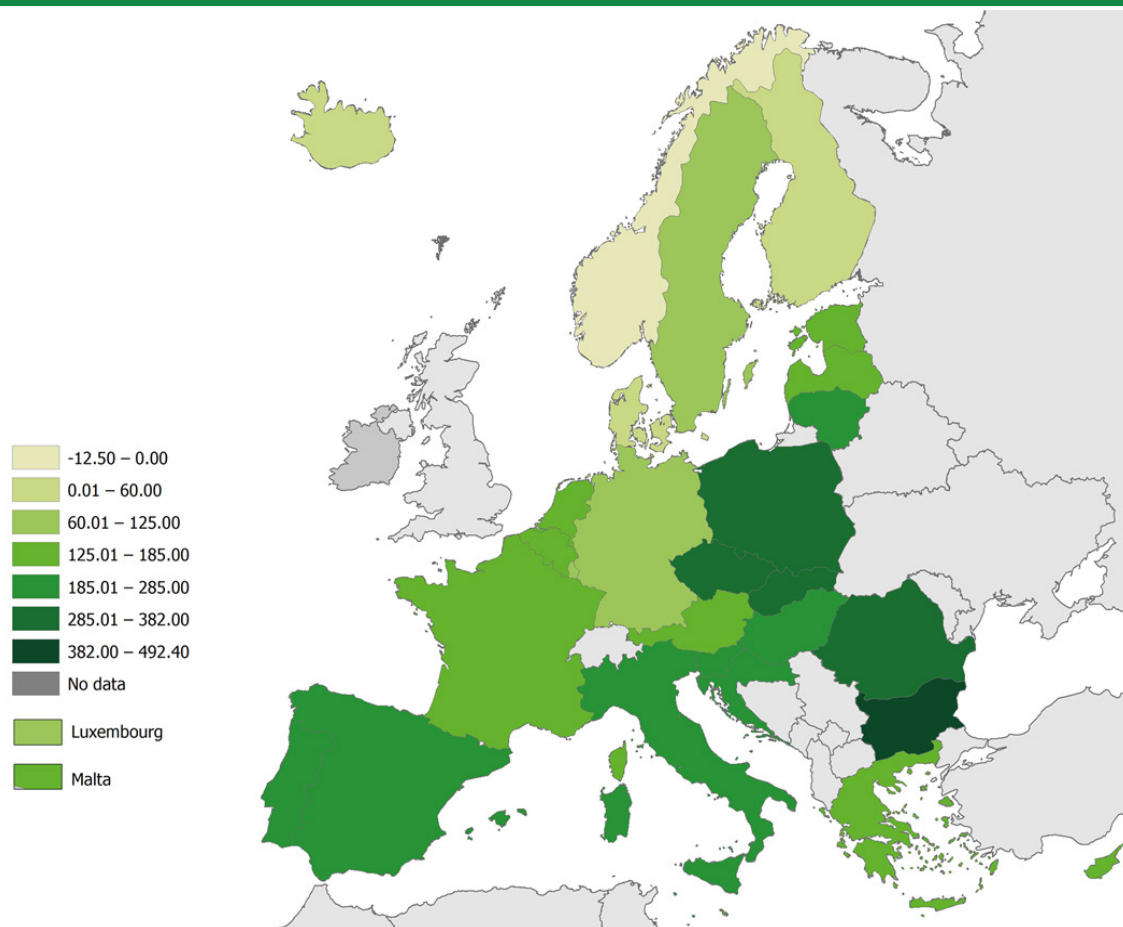 -12.50 – 0.00
0.01 – 60.00
60.01 – 125.00
125.01 – 185.00
185.01 – 285.00
285.01 – 382.00
382.00 – 492.40
No data
Luxembourg
Malta